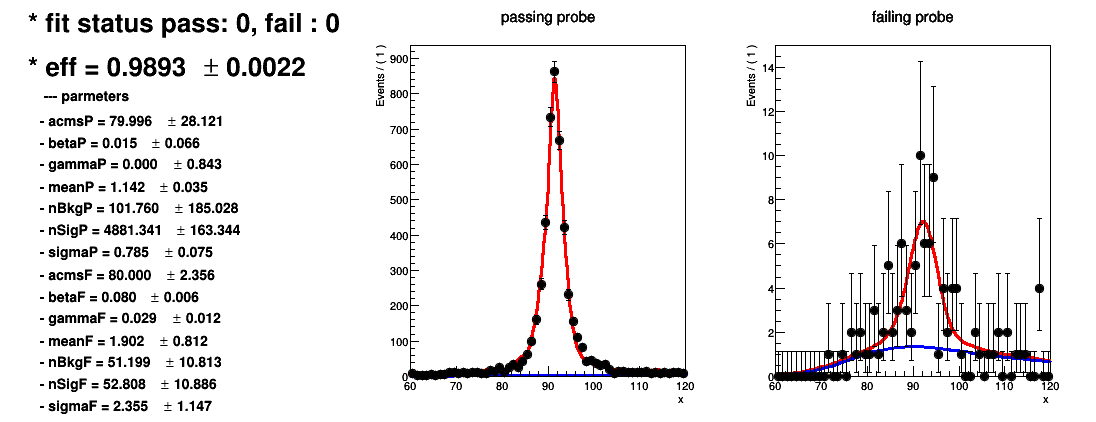 * fit status pass: 0, fail : 0
* eff = 0.9893 ± 0.0022
--- parmeters
- acmsP = 79.996 ± 28.121
- betaP = 0.015 ± 0.066
- gammaP = 0.000 ± 0.843
- meanP = 1.142 ± 0.035
- nBkgP = 101.760 ± 185.028
- nSigP = 4881.341 ± 163.344
- sigmaP = 0.785 ± 0.075
- acmsF = 80.000 ± 2.356
- betaF = 0.080 ± 0.006
- gammaF = 0.029 ± 0.012
- meanF = 1.902 ± 0.812
- nBkgF = 51.199 ± 10.813
- nSigF = 52.808 ± 10.886
- sigmaF = 2.355 ± 1.147
passing probe
Events / ( 1 )
900
800
700
600
500
400
300
200
100
0
60 70 80 90 100 110 120
x
failing probe
Events / ( 1 )
14
12
10
8
6
4
2
0
60 70 80 90 100 110 120
x